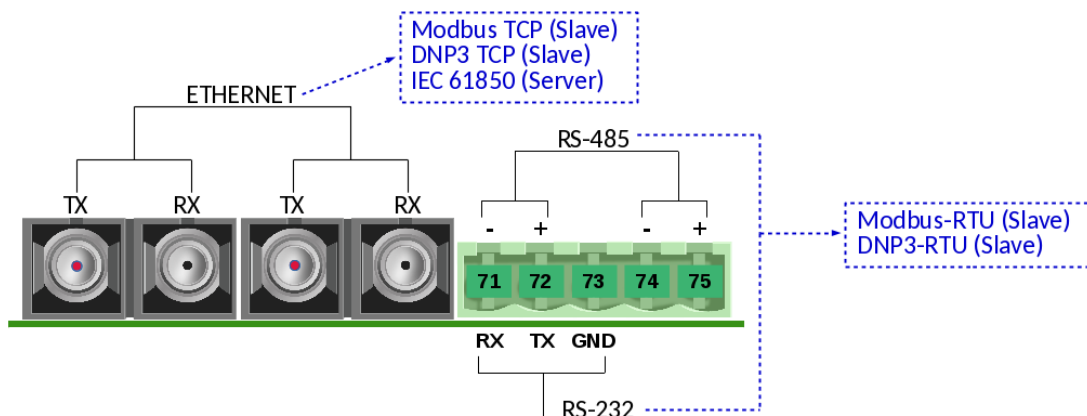 Modbus TCP (Slave)
DNP3 TCP (Slave)
IEC 61850 (Server)
ETHERNET
RS-485
TX RX TX RX
- + - +
Modbus-RTU (Slave)
DNP3-RTU (Slave)
71 72 73 74 75
RX TX GND
RS-232